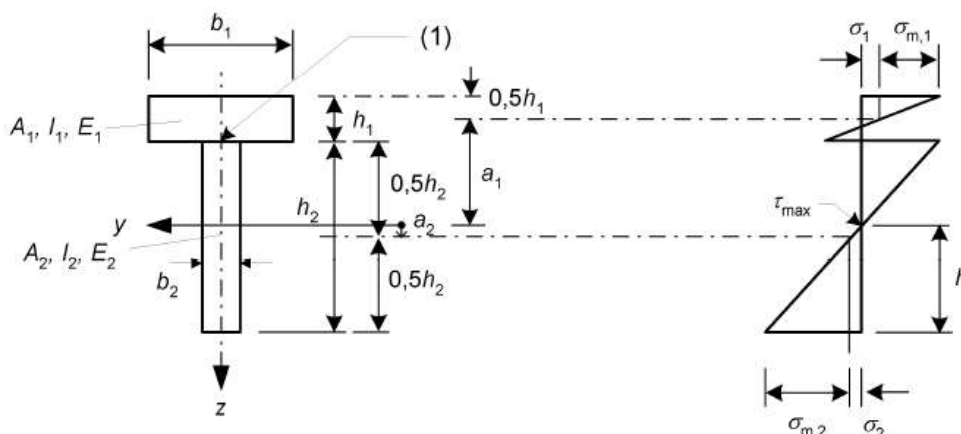 b1
(1)
σ1
σm,1
0,5h1
A1, I1, E1
h1
a1
0,5h2
h2
τmax
y
a2
A2, I2, E2
b2
0,5h2
h
z
σm,2
σ2